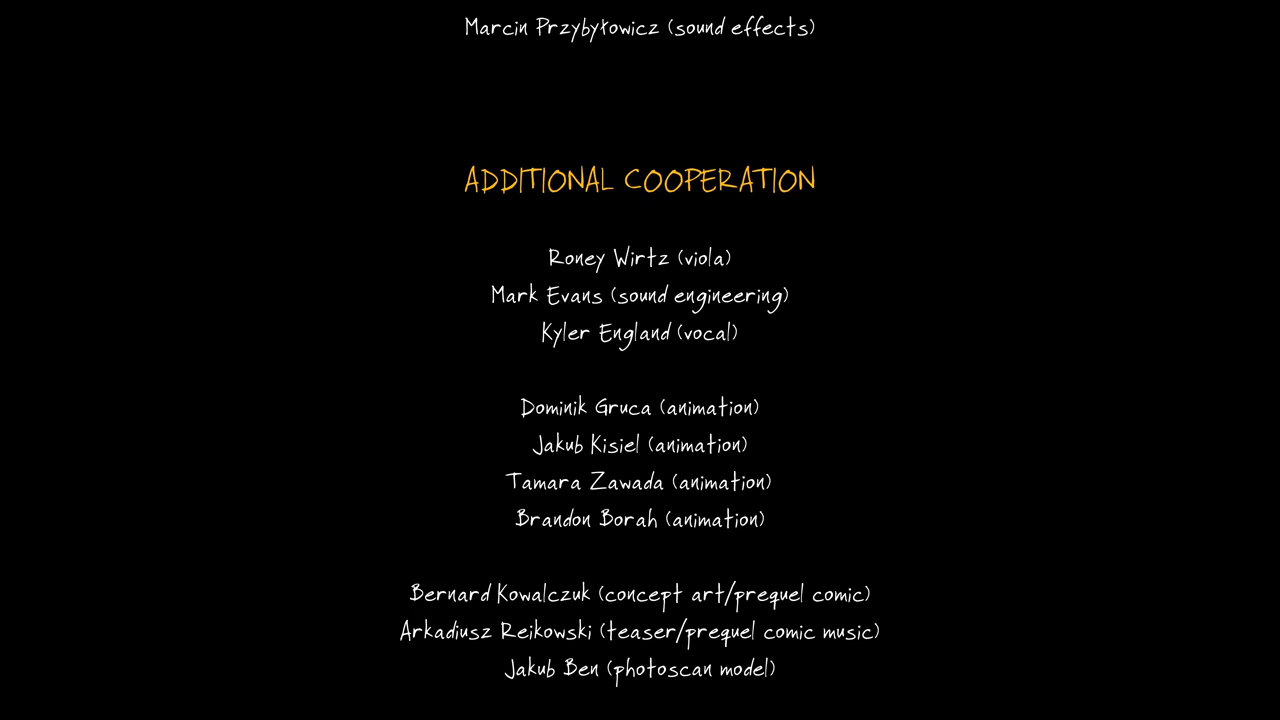 Marcin Przybyłowicz (sound effects)
ADDITIONAL COOPERATION
Roney Wirtz (viola)
Mark Evans (sound engineering)
Kyler England (vocal)
Dominik Gruca (animation)
Jakub Kisiel (animation)
Tamara Zawada (animation)
Brandon Borah (animation)
Bernard Kowalczuk (concept art/prequel comic)
Arkadiusz Reikowski (teaser/prequel comic music)
Jakub Ben (photoscan model)